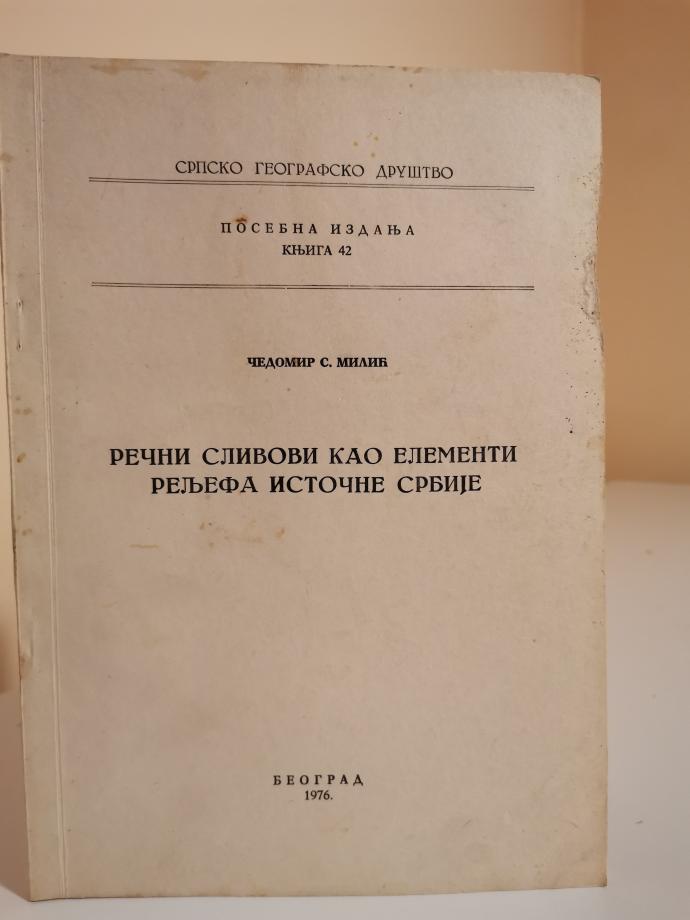 СРПСКО ГЕОГРАФСКО ДРУШТВО
ПОСЕБНА ИЗДАЊА
КЊИГА 42
ЧЕДОМИР С. МИЛИЋ
РЕЧНИ СЛИВОВИ КАО ЕЛЕМЕНТИ
РЕЉЕФА ИСТОЧНЕ СРБИЈЕ
БЕОГРАД
1976.